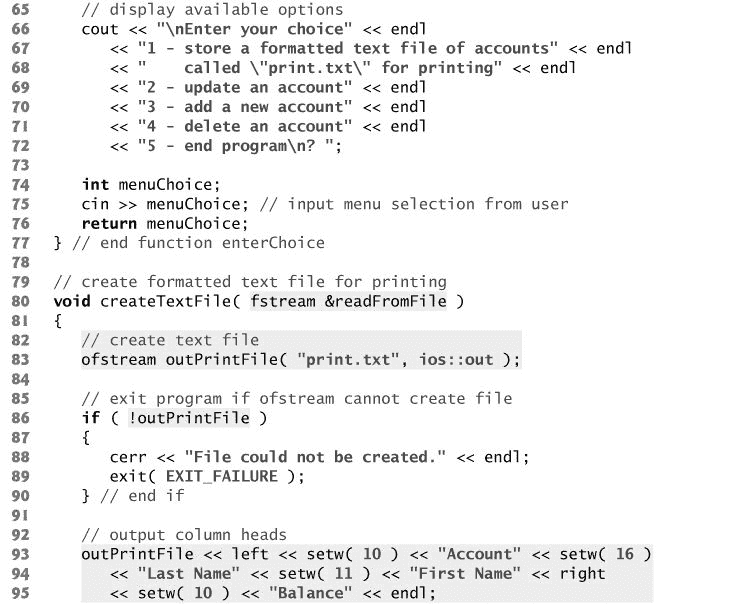 65 // display available options
66 cout << "\nEnter your choice" << endl
67 << "1 - store a formatted text file of accounts" << endl
68 << "    called \"print.txt\" for printing" << endl
69 << "2 - update an account" << endl
70 << "3 - add a new account" << endl
71 << "4 - delete an account" << endl
72 << "5 - end program\n? ";
73
74 int menuChoice;
75 cin >> menuChoice; // input menu selection from user
76 return menuChoice;
77 } // end function enterChoice
78
79 // create formatted text file for printing
80 void createTextFile( fstream &readFromFile )
81 {
82 // create text file
83 ofstream outPrintFile( "print.txt", ios::out );
84
85 // exit program if ofstream cannot create file
86 if ( !outPrintFile )
87 {
88 cerr << "File could not be created." << endl;
89 exit( EXIT_FAILURE );
90 } // end if
91
92 // output column heads
93 outPrintFile << left << setw( 10 ) << "Account" << setw( 16 )
94 << "Last Name" << setw( 11 ) << "First Name" << right
95 << setw( 10 ) << "Balance" << endl;